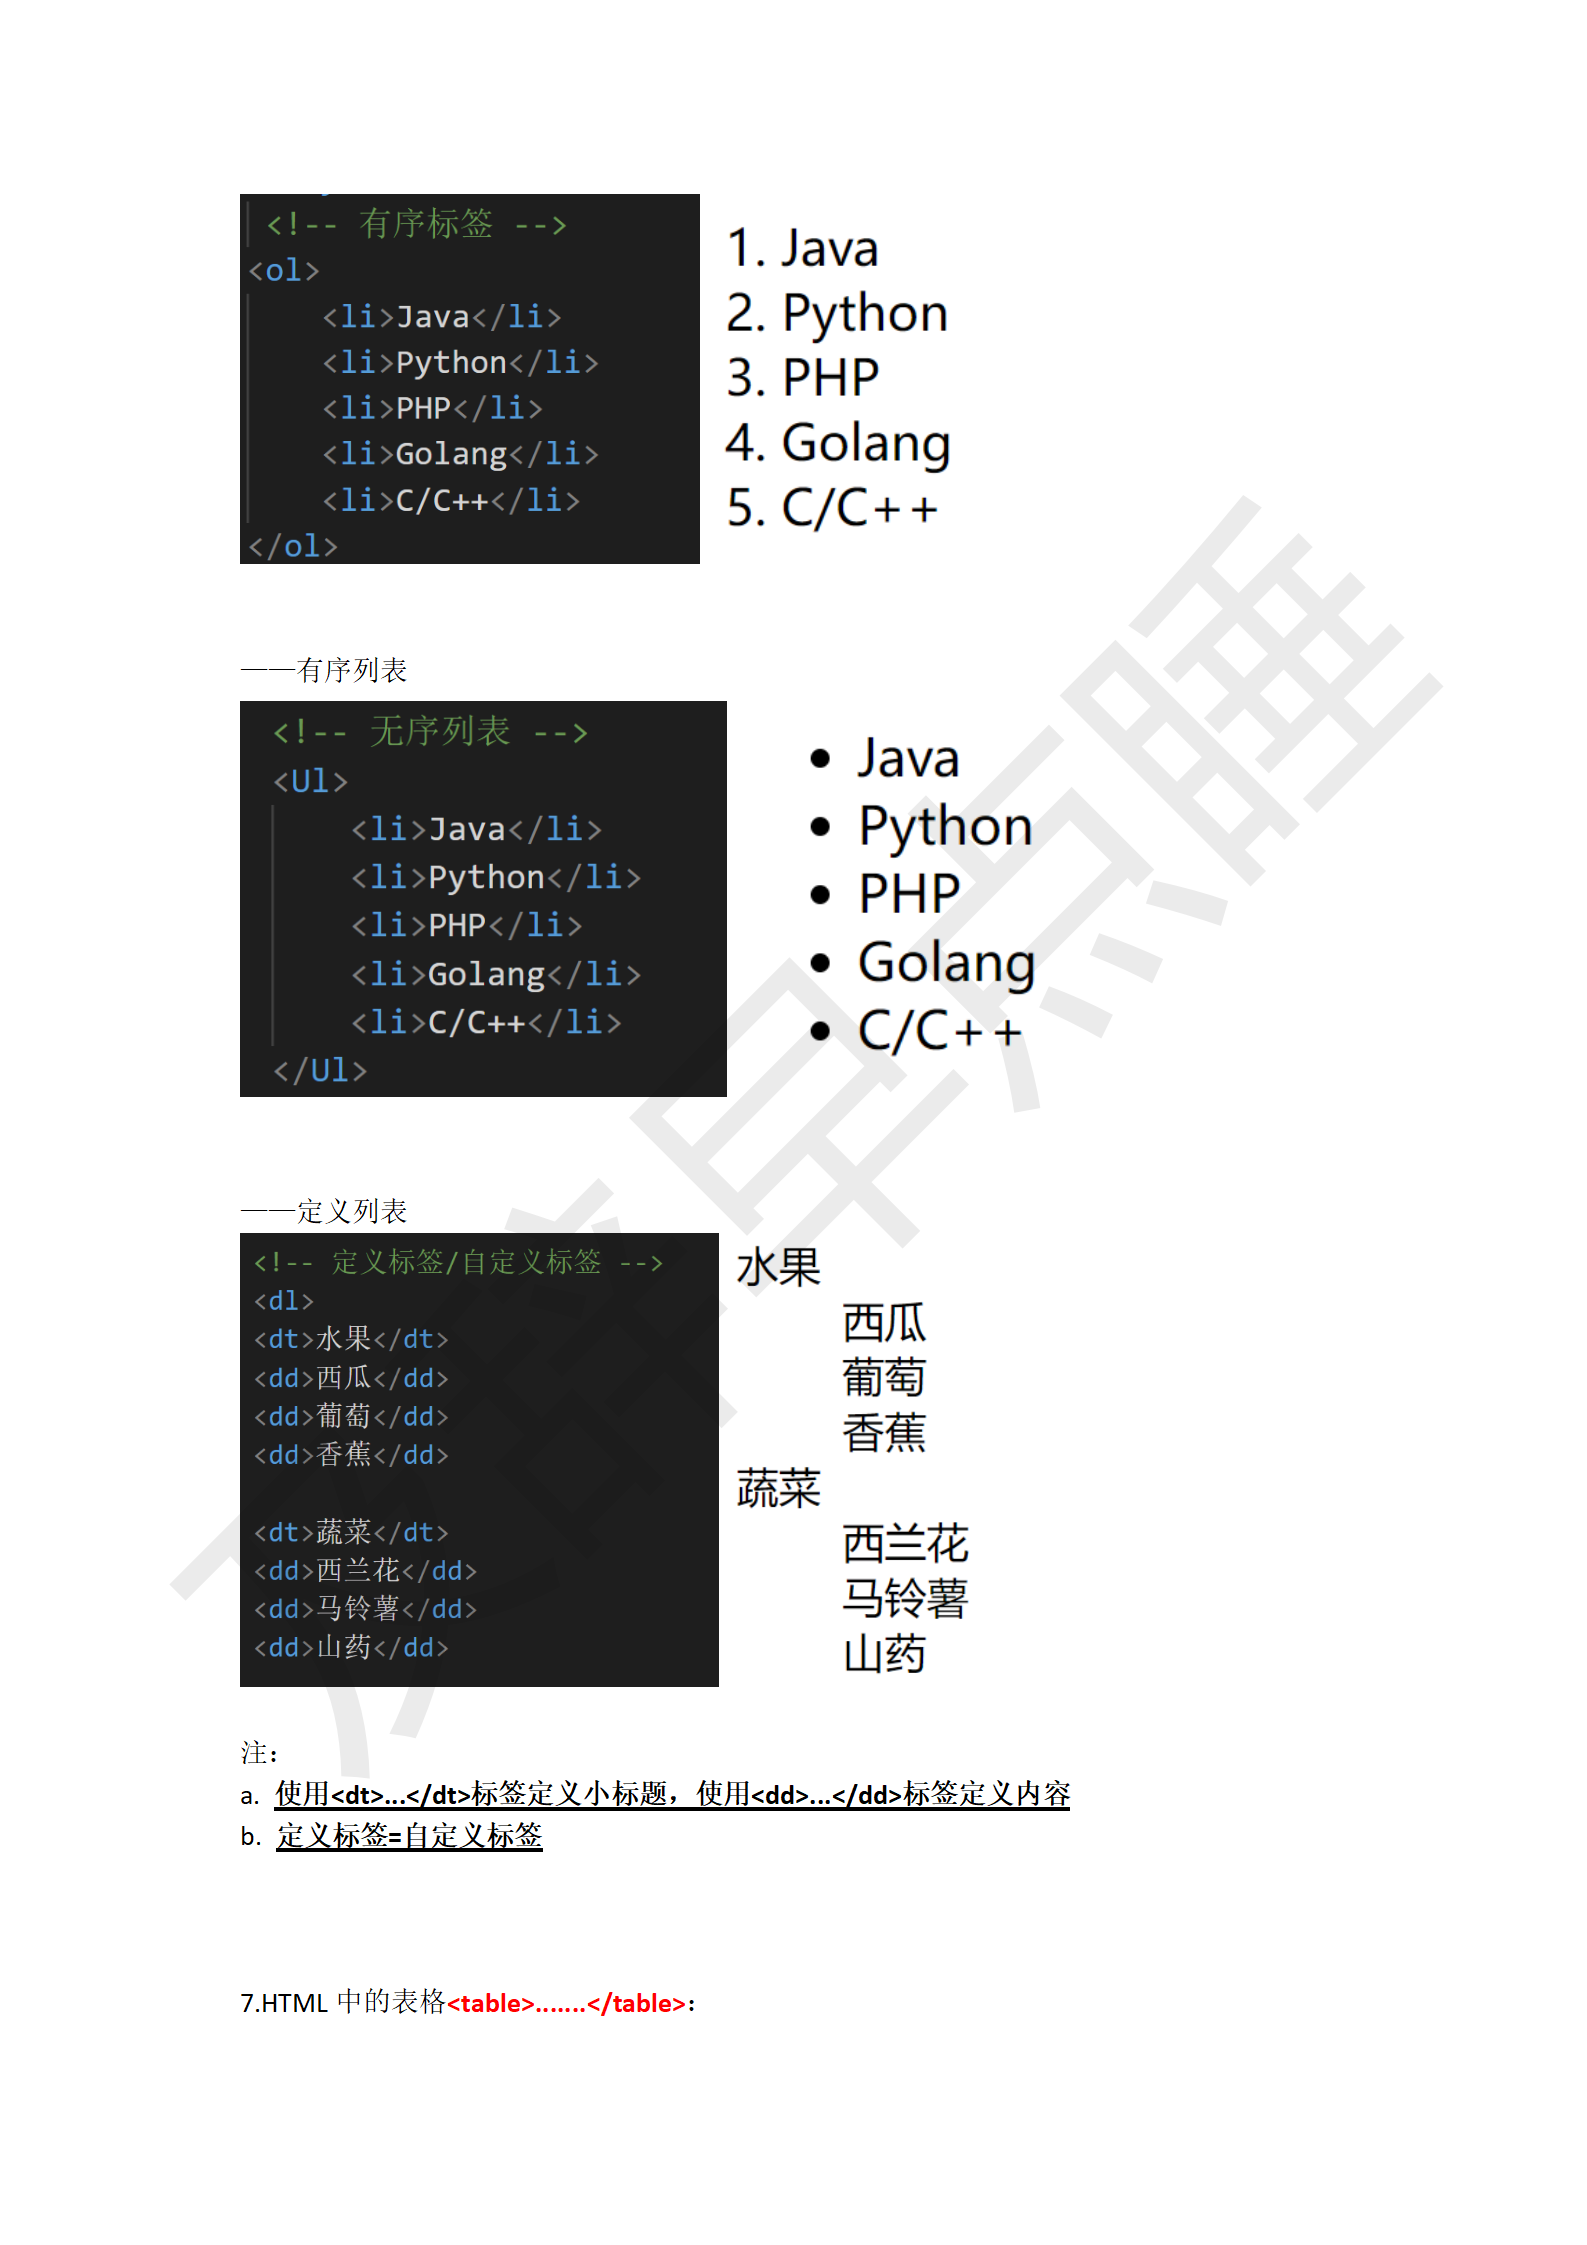 <!-- 有序标签 -->
<ol>
<li>Java</li>
<li>Python</li>
<li>PHP</li>
<li>Golang</li>
<li>C/C++</li>
</ol>
1. Java
2. Python
3. PHP
4. Golang
5. C/C++
——有序列表
<!-- 无序列表 -->
<Ul>
<li>Java</li>
<li>Python</li>
<li>PHP</li>
<li>Golang</li>
<li>C/C++</li>
</Ul>
• Java
• Python
• PHP
• Golang
• C/C++
——定义列表
<!-- 定义标签/自定义标签 -->
<dl>
<dt>水果</dt>
<dd>西瓜</dd>
<dd>葡萄</dd>
<dd>香蕉</dd>
<dt>蔬菜</dt>
<dd>西兰花</dd>
<dd>马铃薯</dd>
<dd>山药</dd>
水果
西瓜
葡萄
香蕉
蔬菜
西兰花
马铃薯
山药
注：
a. 使用<dt>...</dt>标签定义小标题，使用<dd>...</dd>标签定义内容
b. 定义标签=自定义标签
7.HTML 中的表格<table>.......</table>：
早点睡